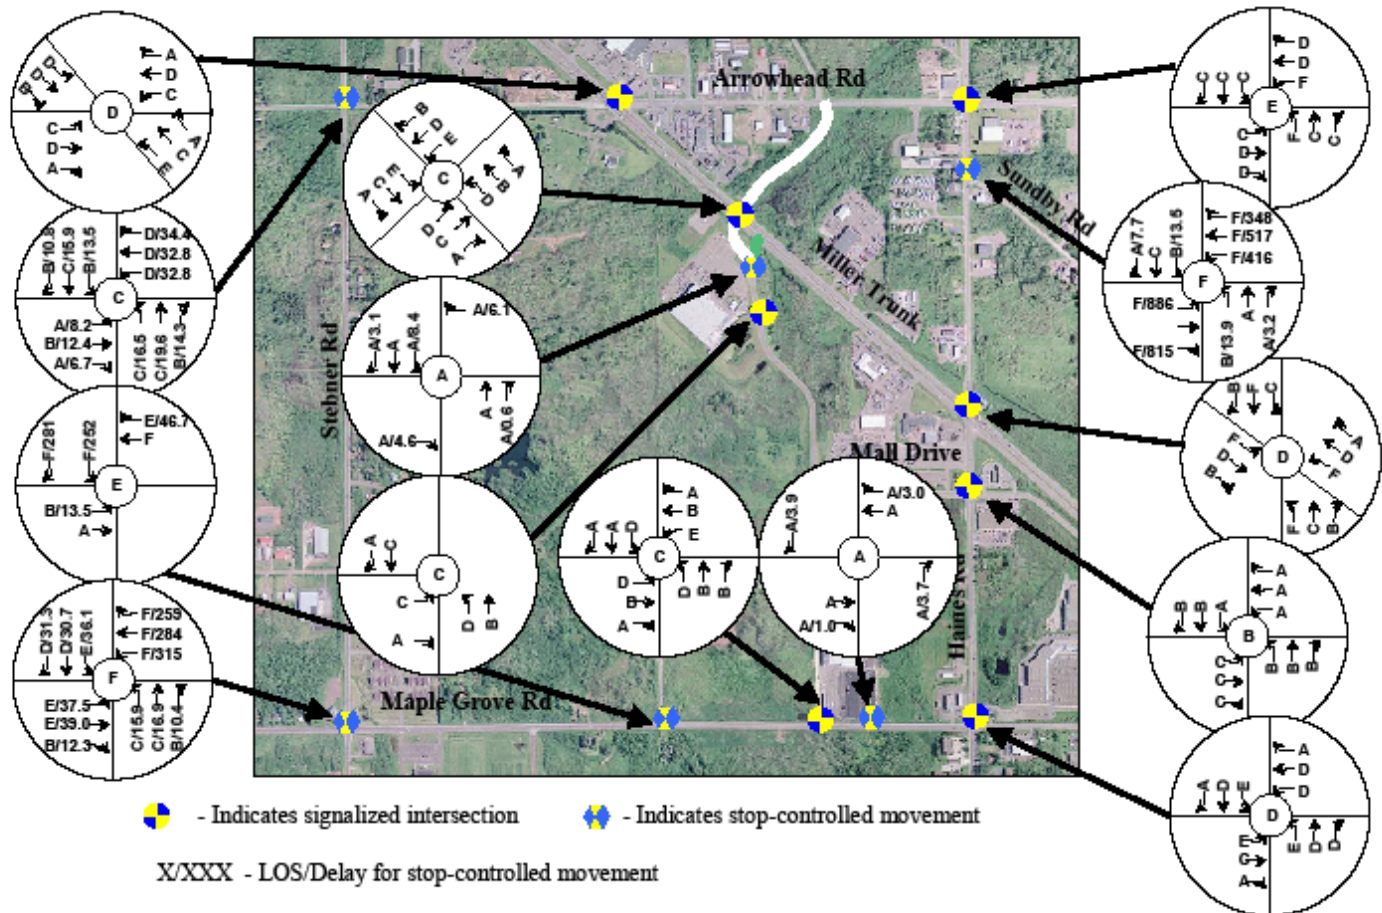 Arrowhead Rd
Sundby Rd
Miller Trunk
Stebner Rd
Mall Drive
Haines Rd
Maple Grove Rd
D
B D D
A
D
C
C
D
A
A C E
C
B/10.8
C/15.9
B/13.5
D/34.4
D/32.8
D/32.8
A/8.2
B/12.4
A/6.7
C/16.5
C/19.6
B/14.3
E
F/281
F/252
E/46.7
F
B/13.5
A
F
D/31.3
D/30.7
E/36.1
F/259
F/284
F/315
E/37.5
E/39.0
B/12.3
C/15.9
C/16.9
B/10.4
C
B D E
A
B
D
E
C
A
D C A
A
A/3.1
A
A/8.4
A/6.1
A/4.6
A
A/0.6
C
A
C
C
A
D
B
C
A
A
D
A
B
E
D
B
A
D
B
B
A
A/3.9
A/3.0
A
A
A/1.0
A/3.7
E
C
C
C
D
D
F
C
D
D
F
C
C
F
A/7.7
C
B/13.5
F/348
F/517
F/416
F/886
F/815
B/13.9
A
A/3.2
D
B
F
C
A
D
F
F
D
B
F
C
B
B
B
B
A
A
A
A
C
C
C
B
B
B
D
A
D
E
A
D
D
E
C
A
E
D
D
- Indicates signalized intersection
- Indicates stop-controlled movement
X/XXX - LOS/Delay for stop-controlled movement